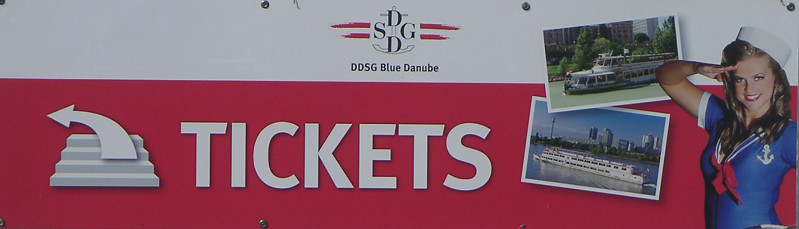 DDSG
DDSG Blue Danube
TICKETS